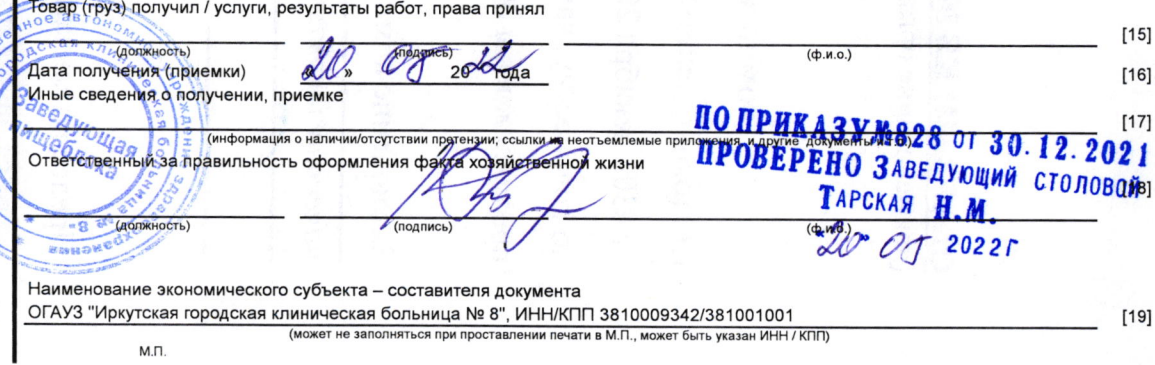 Товар (груз) получил / услуги, результаты работ, права принял
[15]
(должность) (подпись) (ф.и.о.)
Дата получения (приемки) « 20 » 05 20 22 года [16]
Иные сведения о получении, приемке
[17]
(информация о наличии/отсутствии претензии; ссылки на неотъемлемые приложения, и другие документы и т.п.)
ПО ПРИКАЗУ №828 ОТ 30.12.2021
Ответственный за правильность оформления факта хозяйственной жизни
ПРОВЕРЕНО ЗАВЕДУЮЩИЙ СТОЛОВОЙ
[18]
ТАРСКАЯ Н.М.
(должность) (подпись) (ф.и.о.)
"20" 05 2022Г
Заведующая
пищеблока
Наименование экономического субъекта – составителя документа
ОГАУЗ "Иркутская городская клиническая больница № 8", ИНН/КПП 3810009342/381001001 [19]
(может не заполняться при проставлении печати в М.П., может быть указан ИНН / КПП)
М.П.